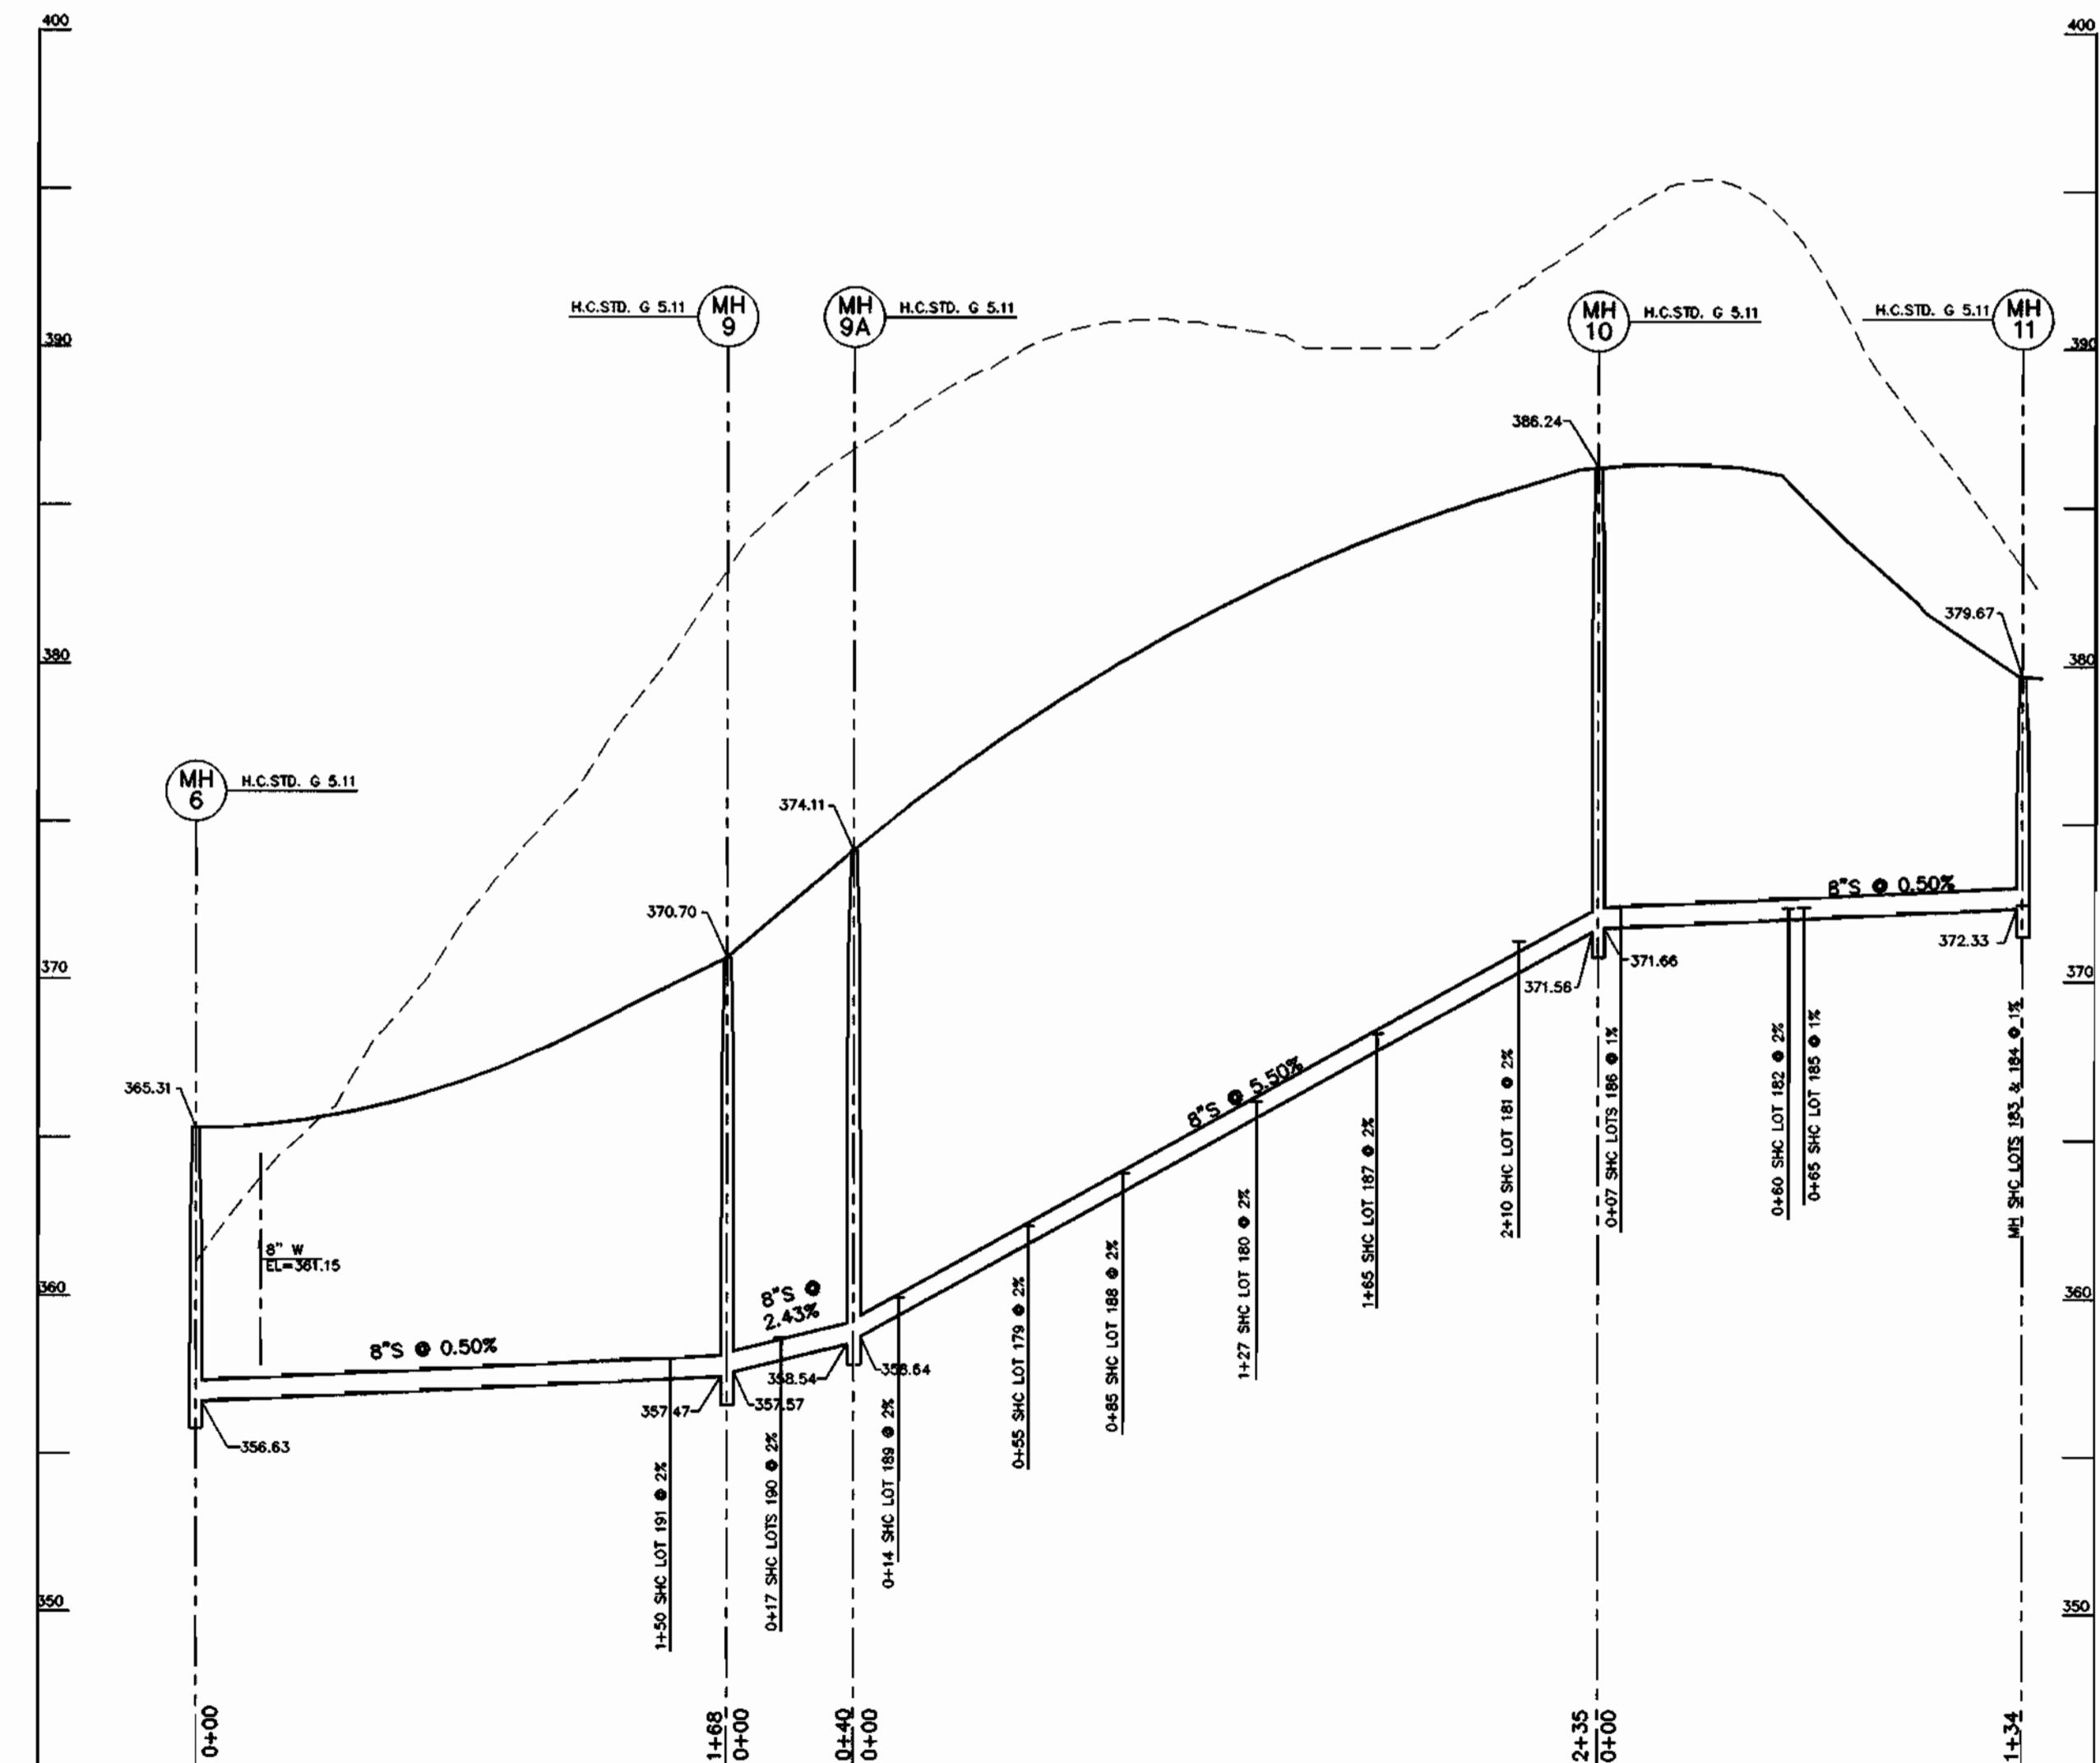 400
400
H.C.STD. G 5.11
MH
9
MH
9A
H.C.STD. G 5.11
MH
10
H.C.STD. G 5.11
H.C.STD. G 5.11
MH
11
390
390
386.24
379.67
380
380
MH
6
H.C.STD. G 5.11
374.11
370.70
8"S @ 0.50%
372.33
371.66
371.56
370
370
365.31
8"S @ 5.50%
8" W
EL=361.15
360
360
8"S @
2.43%
8"S @ 0.50%
358.54
358.64
357.47
357.57
356.63
1+50 SHC LOT 191 @ 2%
0+17 SHC LOTS 190 @ 2%
0+14 SHC LOT 189 @ 2%
0+55 SHC LOT 179 @ 2%
0+85 SHC LOT 188 @ 2%
1+27 SHC LOT 180 @ 2%
1+65 SHC LOT 187 @ 2%
2+10 SHC LOT 181 @ 2%
0+07 SHC LOTS 186 @ 1%
0+60 SHC LOT 182 @ 2%
0+65 SHC LOT 185 @ 1%
MH SHC LOTS 183 & 184 @ 1%
350
350
0+00
1+68
0+00
0+40
0+00
2+35
0+00
1+34